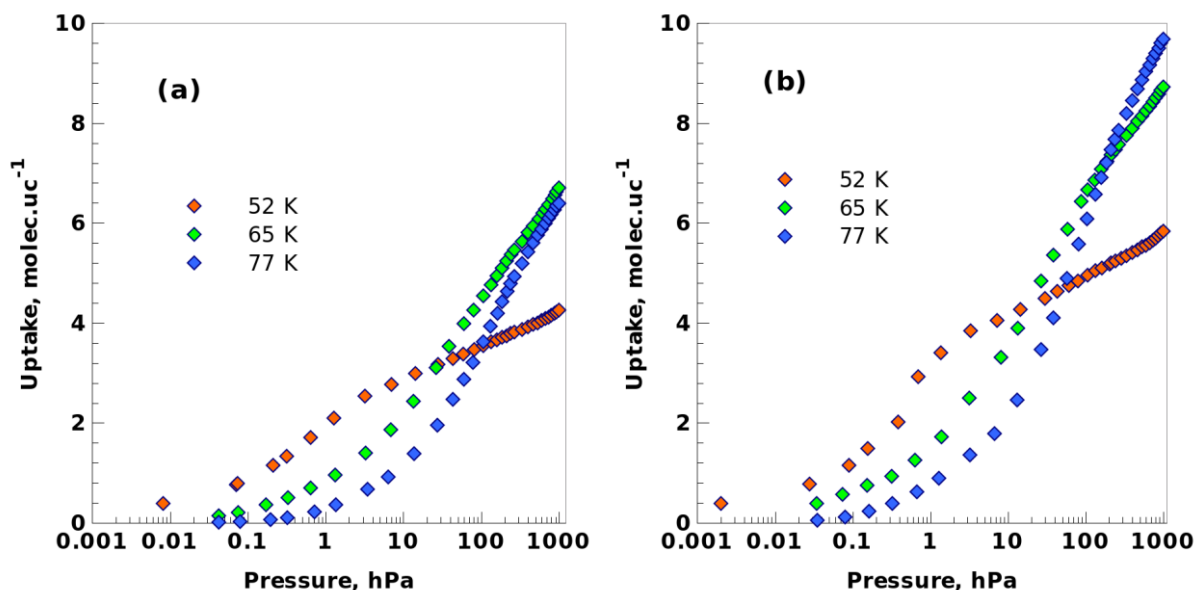 10
8
6
4
2
0
Uptake, molec.uc⁻¹
(a)
52 K
65 K
77 K
0.001 0.01 0.1 1 10 100 1000
Pressure, hPa
10
8
6
4
2
0
Uptake, molec.uc⁻¹
(b)
52 K
65 K
77 K
0.001 0.01 0.1 1 10 100 1000
Pressure, hPa